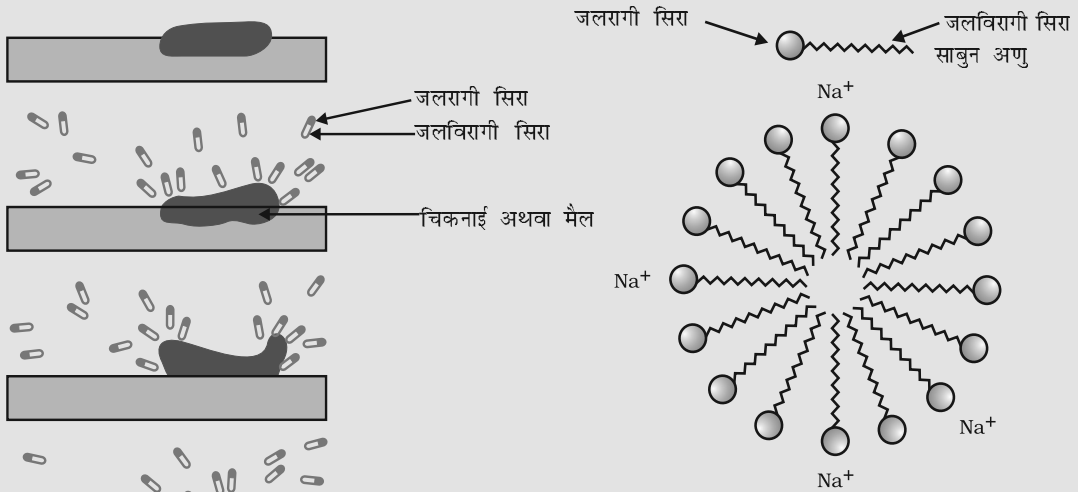 जलरागी सिरा
जलविरागी सिरा
साबुन अणु
Na+
जलरागी सिरा
जलविरागी सिरा
चिकनाई अथवा मैल
Na+
Na+
Na+